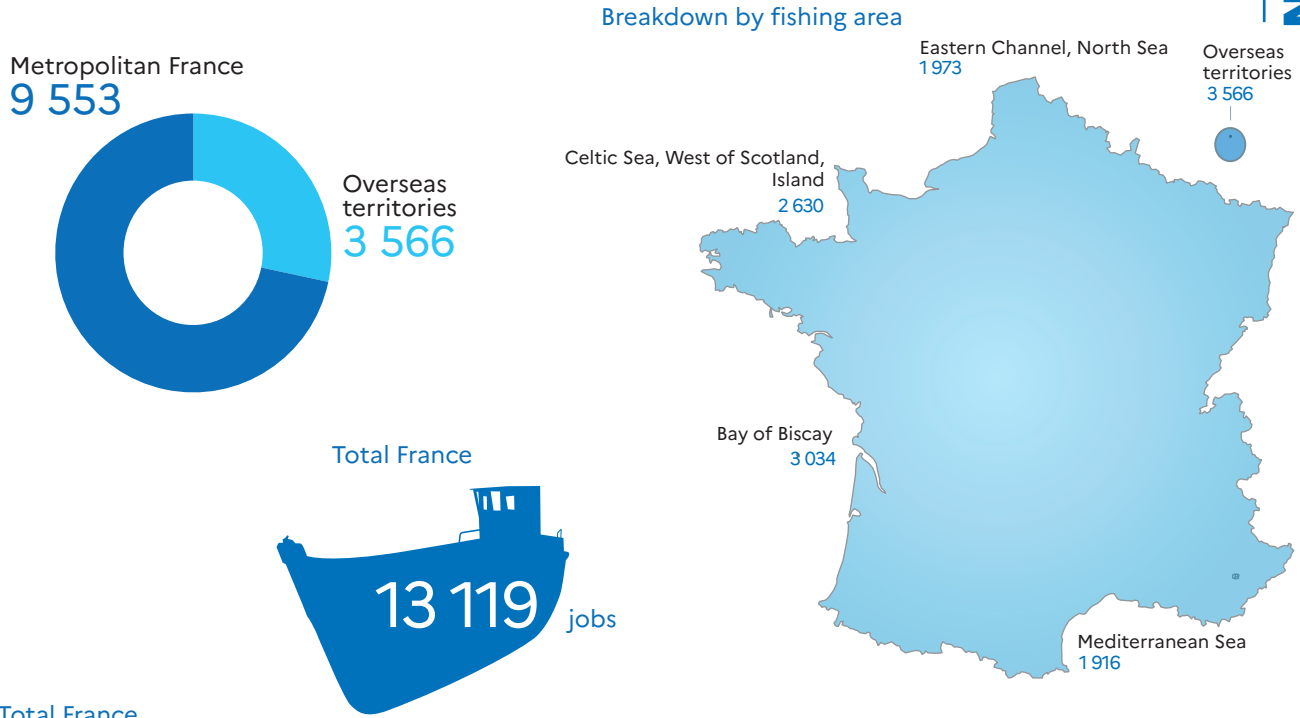 Breakdown by fishing area
Metropolitan France
9 553
Overseas
territories
3 566
Eastern Channel, North Sea
1 973
Overseas
territories
3 566
Celtic Sea, West of Scotland,
Island
2 630
Bay of Biscay
3 034
Mediterranean Sea
1 916
Total France
13 119 jobs
Total France